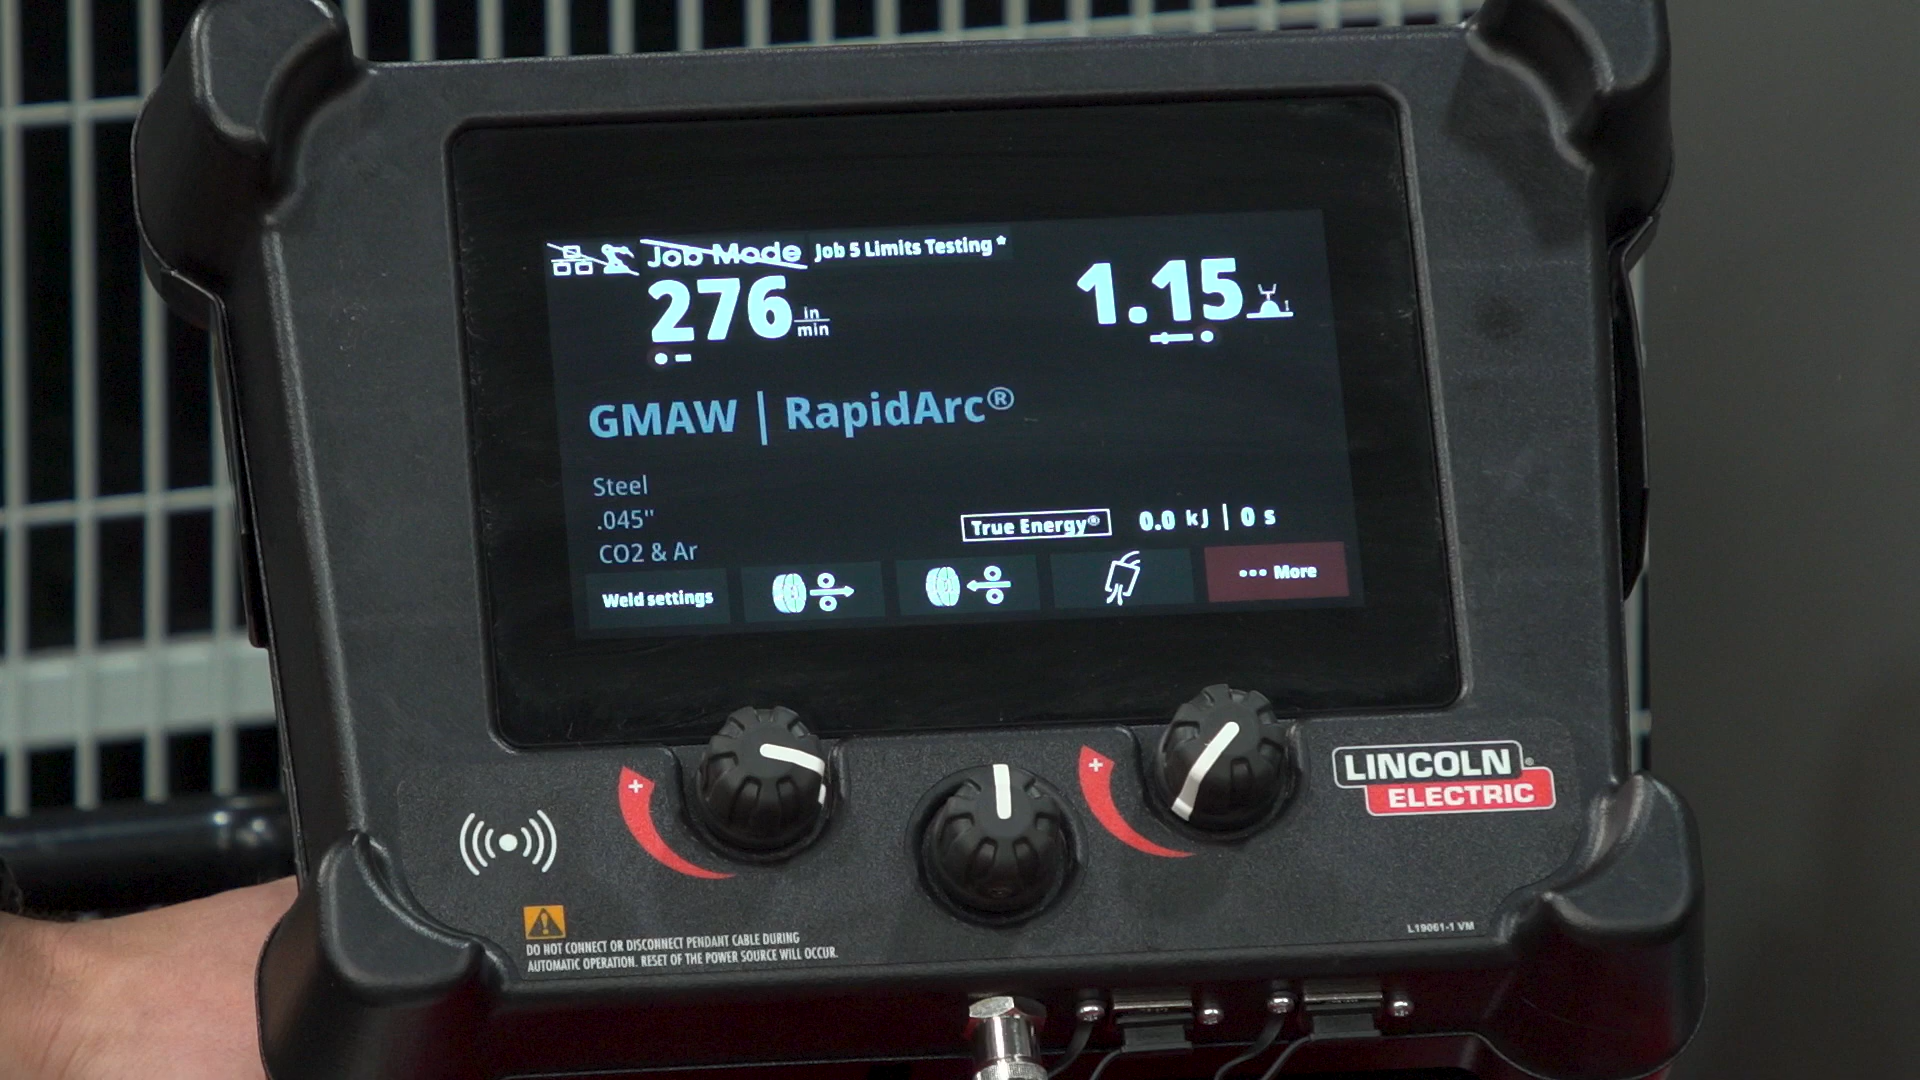 Job Mode Job 5 Limits Testing *
276 in/min
1.15 1
GMAW | RapidArc®
Steel
.045"
CO2 & Ar
True Energy® 0.0 kJ | 0 s
Weld settings
••• More
+
+
LINCOLN ®
ELECTRIC
DO NOT CONNECT OR DISCONNECT PENDANT CABLE DURING
AUTOMATIC OPERATION. RESET OF THE POWER SOURCE WILL OCCUR.
L19061-1 VM